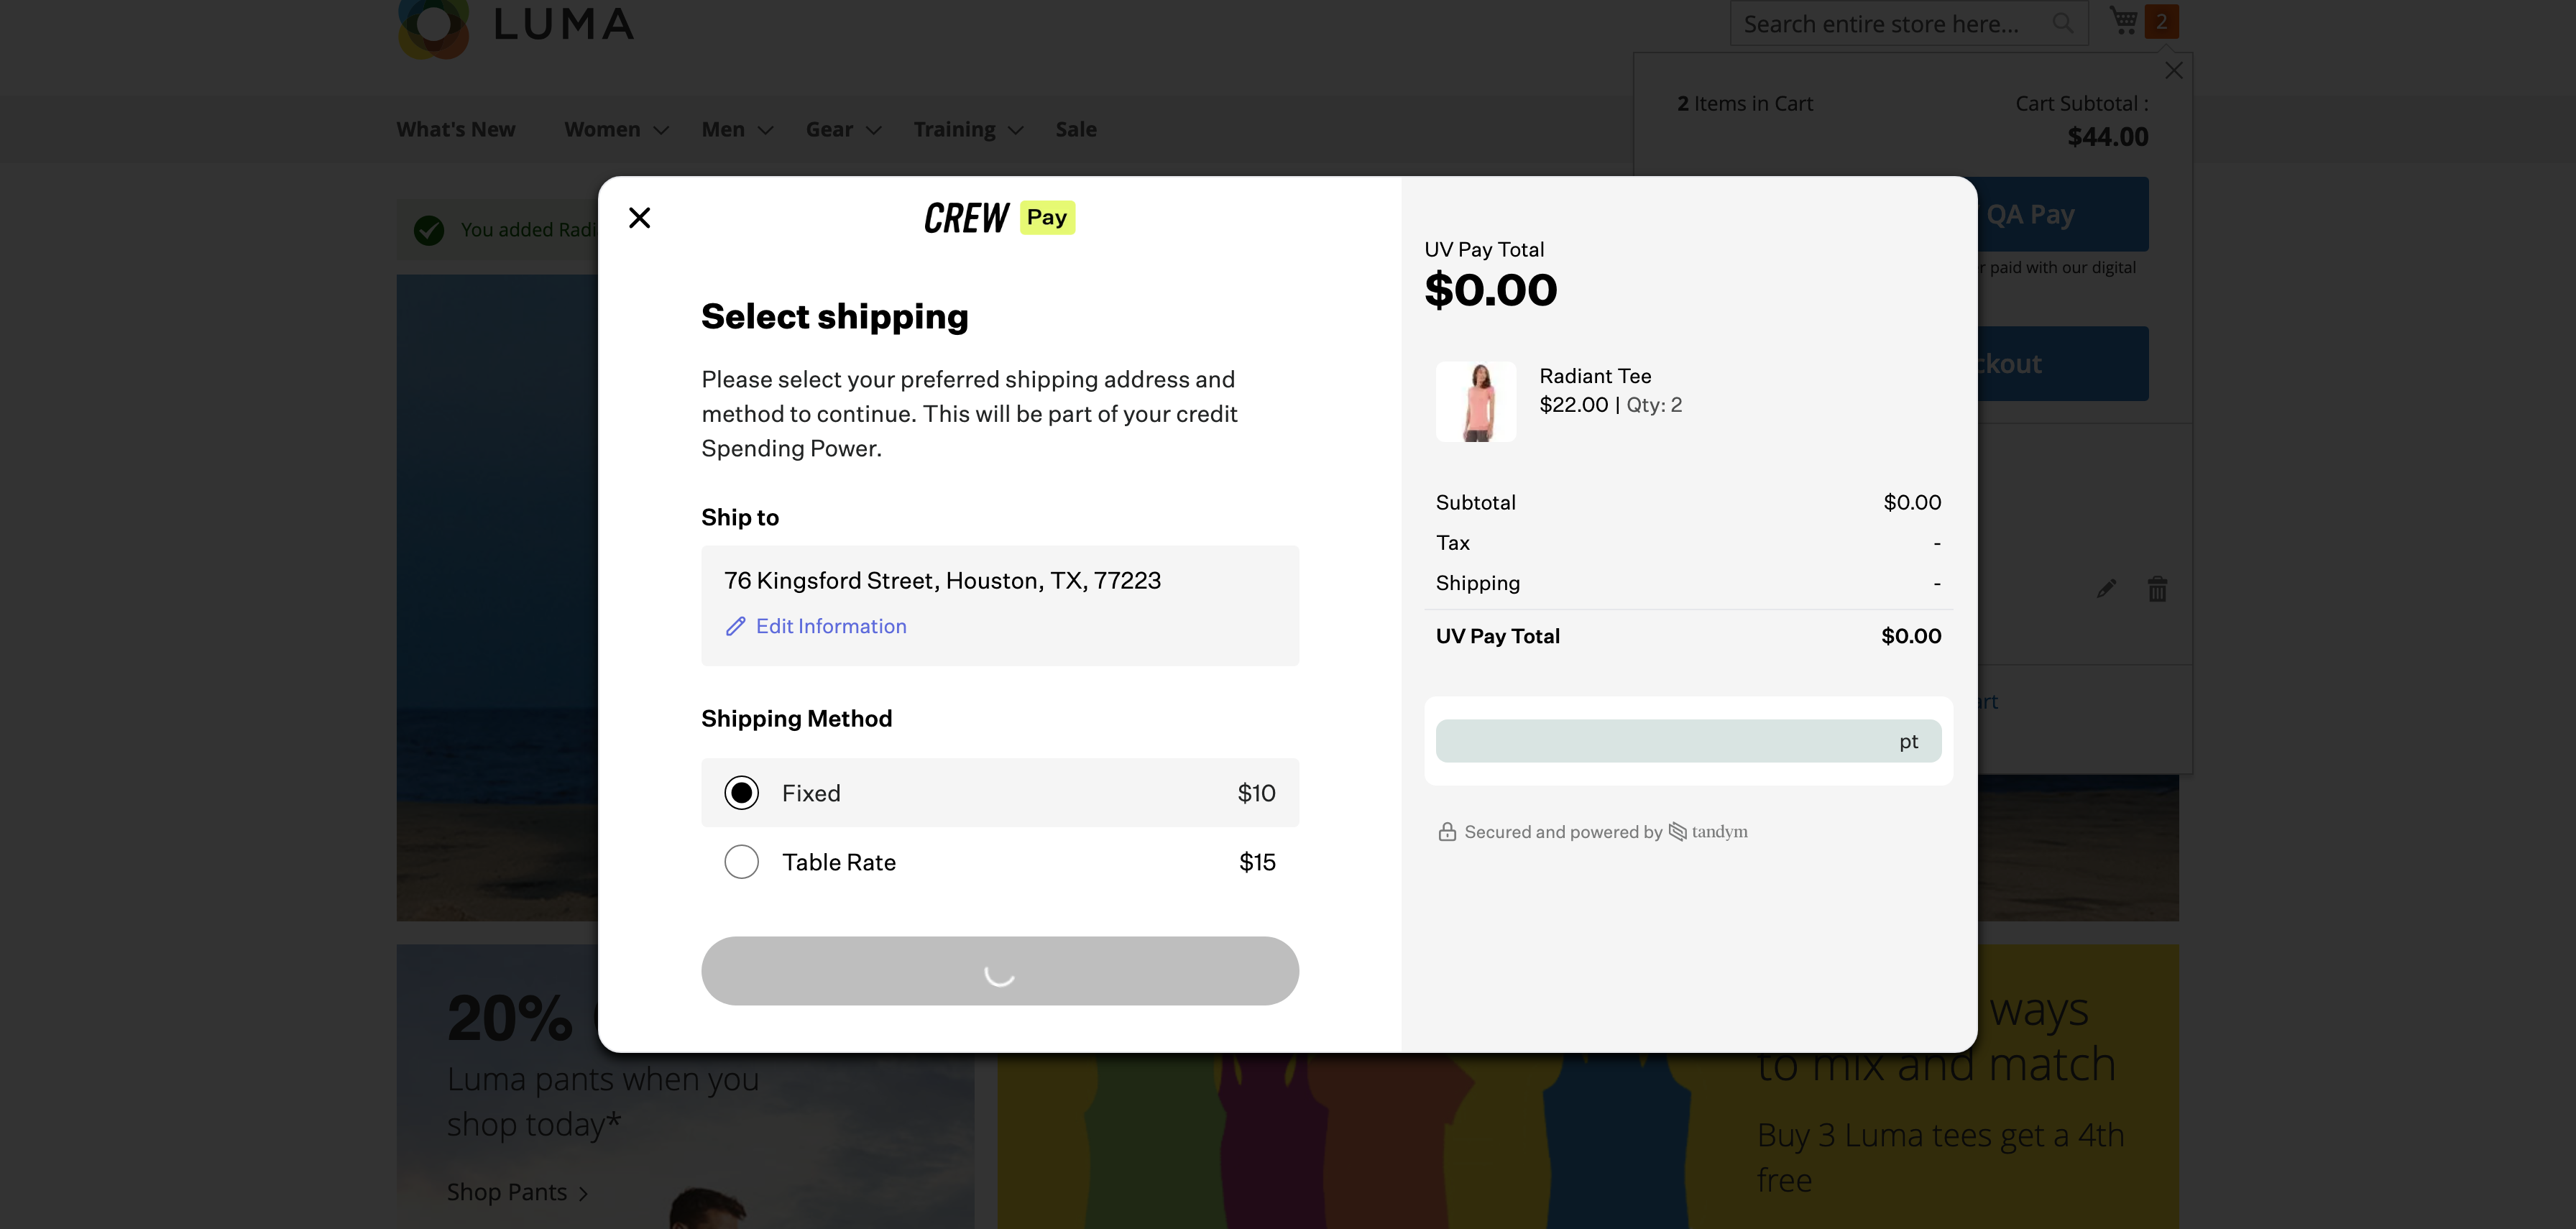 LUMA
Search entire store here...
2
2 Items in Cart
Cart Subtotal :
$44.00
What's New
Women
Men
Gear
Training
Sale
You added Radi
QA Pay
r paid with our digital
ckout
art
CREW Pay
Select shipping
Please select your preferred shipping address and
method to continue. This will be part of your credit
Spending Power.
Ship to
76 Kingsford Street, Houston, TX, 77223
Edit Information
Shipping Method
Fixed
$10
Table Rate
$15
UV Pay Total
$0.00
Radiant Tee
$22.00 | Qty: 2
Subtotal
$0.00
Tax
-
Shipping
-
UV Pay Total
$0.00
pt
Secured and powered by tandym
20%
Luma pants when you
shop today*
Shop Pants
ways
to mix and match
Buy 3 Luma tees get a 4th
free